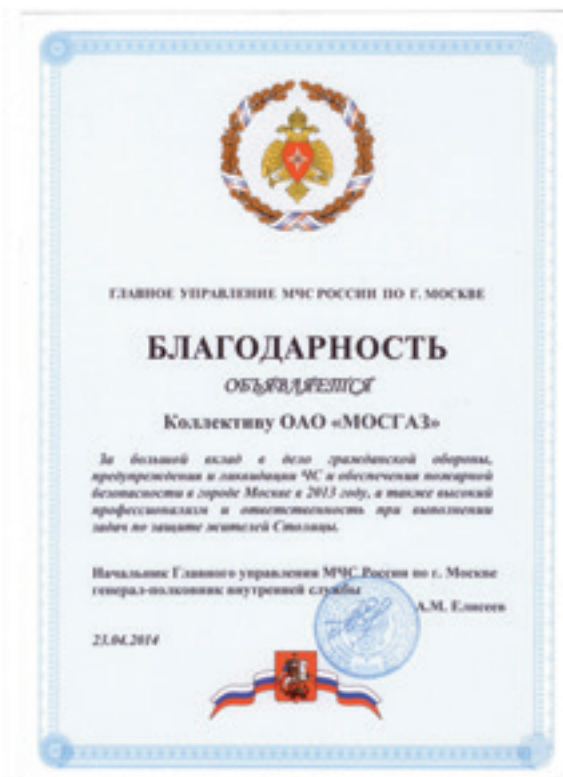 ГЛАВНОЕ УПРАВЛЕНИЕ МЧС РОССИИ ПО Г. МОСКВЕ
БЛАГОДАРНОСТЬ
ОБЪЯВЛЯЕТСЯ
Коллективу ОАО «МОСГАЗ»
За большой вклад в дело гражданской обороны,
предупреждения и ликвидации ЧС и обеспечения пожарной
безопасности в городе Москве в 2013 году, а также высокий
профессионализм и ответственность при выполнении
задач по защите жителей Столицы.
Начальник Главного управления МЧС России по г. Москве
генерал-полковник внутренней службы
А.М. Елисеев
23.04.2014